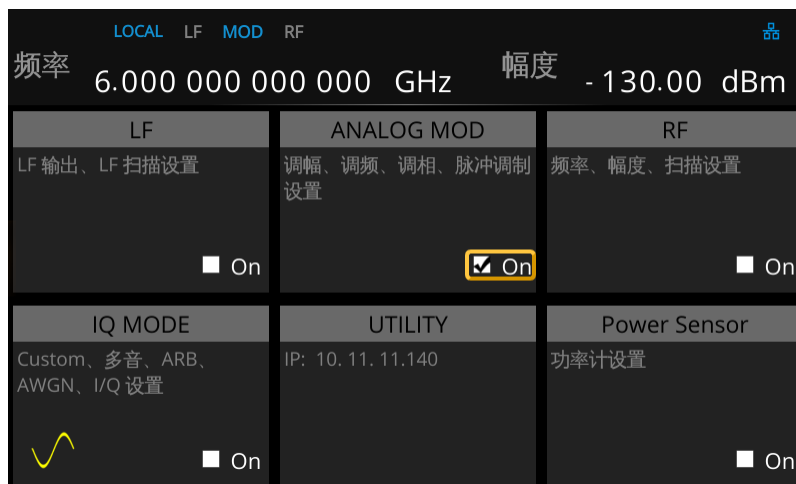 LOCAL LF MOD RF
频率 6.000 000 000 000 GHz 幅度 -130.00 dBm
LF
LF 输出、LF 扫描设置
On
ANALOG MOD
调幅、调频、调相、脉冲调制
设置
On
RF
频率、幅度、扫描设置
On
IQ MODE
Custom、多音、ARB、
AWGN、I/Q 设置
On
UTILITY
IP: 10. 11. 11.140
Power Sensor
功率计设置
On